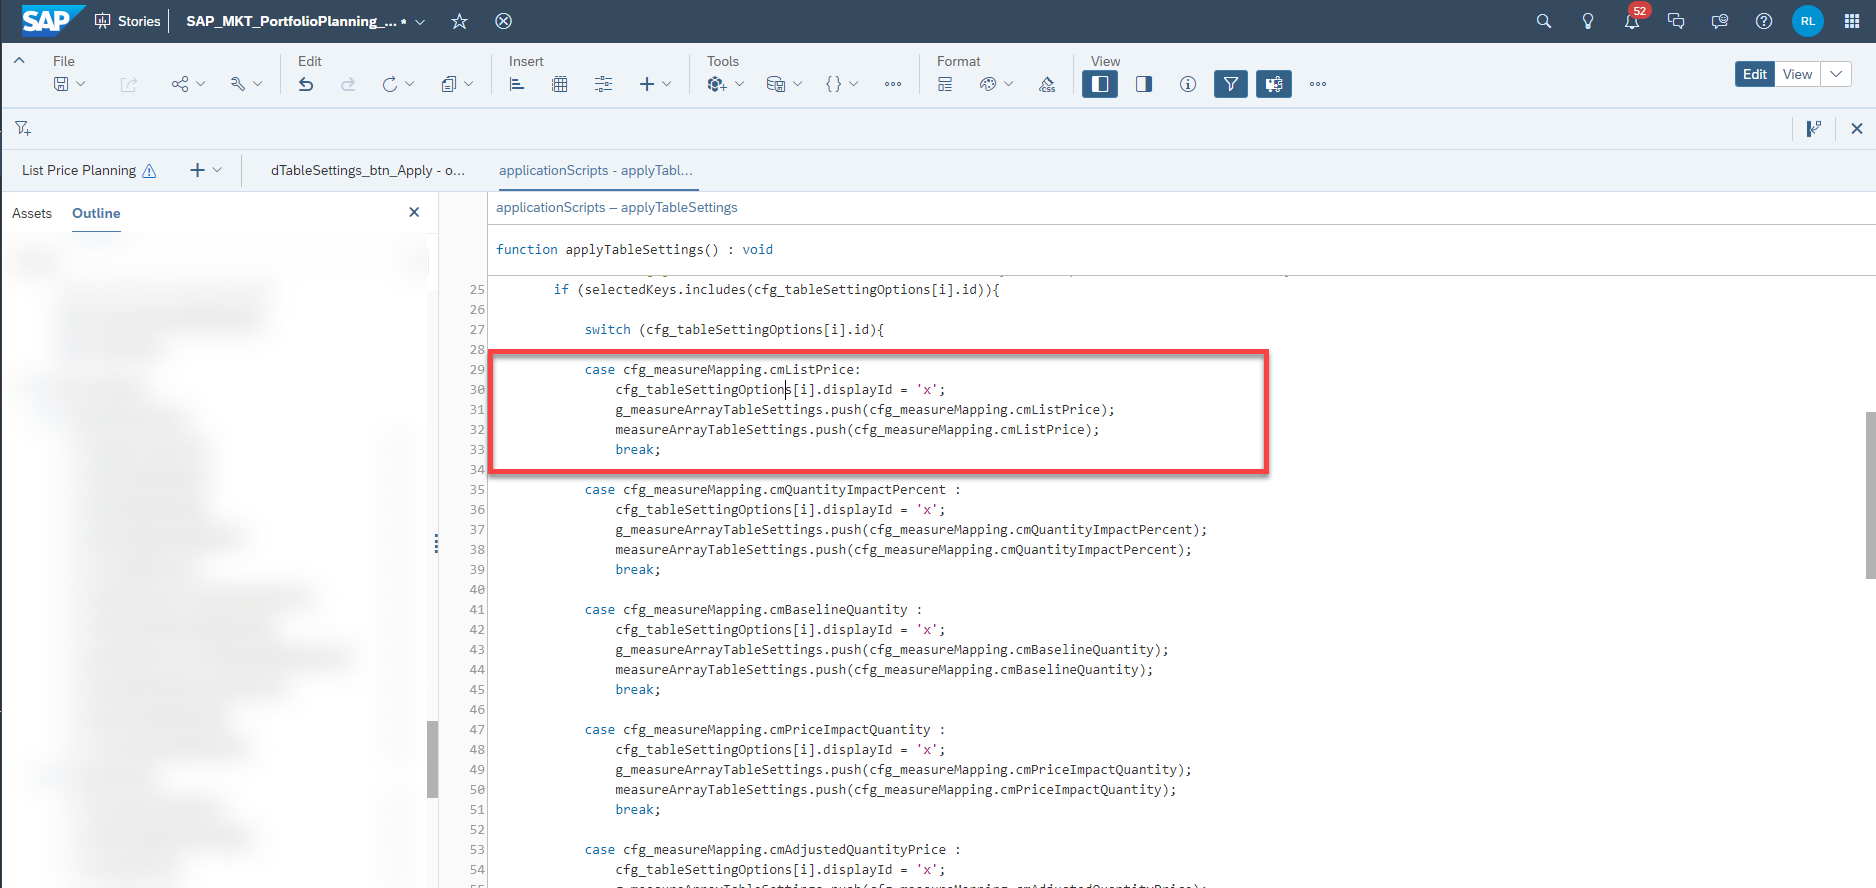 SAP Stories SAP_MKT_PortfolioPlanning_... * 52 RL
File Edit Insert Tools Format View
Edit View
List Price Planning dTableSettings_btn_Apply - o... applicationScripts - applyTabl...
Assets Outline
applicationScripts – applyTableSettings
function applyTableSettings() : void
25 if (selectedKeys.includes(cfg_tableSettingOptions[i].id)){
26
27 switch (cfg_tableSettingOptions[i].id){
28
29 case cfg_measureMapping.cmListPrice:
30 cfg_tableSettingOptions[i].displayId = 'x';
31 g_measureArrayTableSettings.push(cfg_measureMapping.cmListPrice);
32 measureArrayTableSettings.push(cfg_measureMapping.cmListPrice);
33 break;
34
35 case cfg_measureMapping.cmQuantityImpactPercent :
36 cfg_tableSettingOptions[i].displayId = 'x';
37 g_measureArrayTableSettings.push(cfg_measureMapping.cmQuantityImpactPercent);
38 measureArrayTableSettings.push(cfg_measureMapping.cmQuantityImpactPercent);
39 break;
40
41 case cfg_measureMapping.cmBaselineQuantity :
42 cfg_tableSettingOptions[i].displayId = 'x';
43 g_measureArrayTableSettings.push(cfg_measureMapping.cmBaselineQuantity);
44 measureArrayTableSettings.push(cfg_measureMapping.cmBaselineQuantity);
45 break;
46
47 case cfg_measureMapping.cmPriceImpactQuantity :
48 cfg_tableSettingOptions[i].displayId = 'x';
49 g_measureArrayTableSettings.push(cfg_measureMapping.cmPriceImpactQuantity);
50 measureArrayTableSettings.push(cfg_measureMapping.cmPriceImpactQuantity);
51 break;
52
53 case cfg_measureMapping.cmAdjustedQuantityPrice :
54 cfg_tableSettingOptions[i].displayId = 'x';